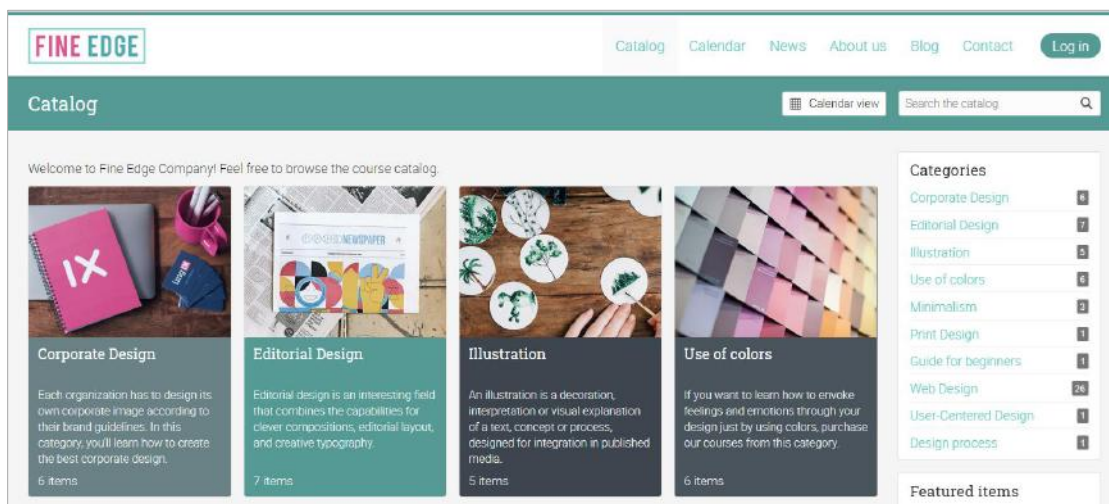 FINE EDGE
Catalog
Calendar
News
About us
Blog
Contact
Log in
Catalog
Calendar view
Search the catalog
Welcome to Fine Edge Company! Feel free to browse the course catalog.
IX
NEWSPAPER
Corporate Design
Each organization has to design its
own corporate image according to
their brand guidelines. In this
category, you'll learn how to create
the best corporate design.
6 items
Editorial Design
Editorial design is an interesting field
that combines the capabilities for
clever compositions, editorial layout,
and creative typography.
7 items
Illustration
An illustration is a decoration,
interpretation or visual explanation
of a text, concept or process,
designed for integration in published
media.
5 items
Use of colors
If you want to learn how to envoke
feelings and emotions through your
design just by using colors, purchase
our courses from this category.
6 items
Categories
Corporate Design 6
Editorial Design 7
Illustration 5
Use of colors 6
Minimalism 3
Print Design 1
Guide for beginners 1
Web Design 26
User-Centered Design 1
Design process 1
Featured items